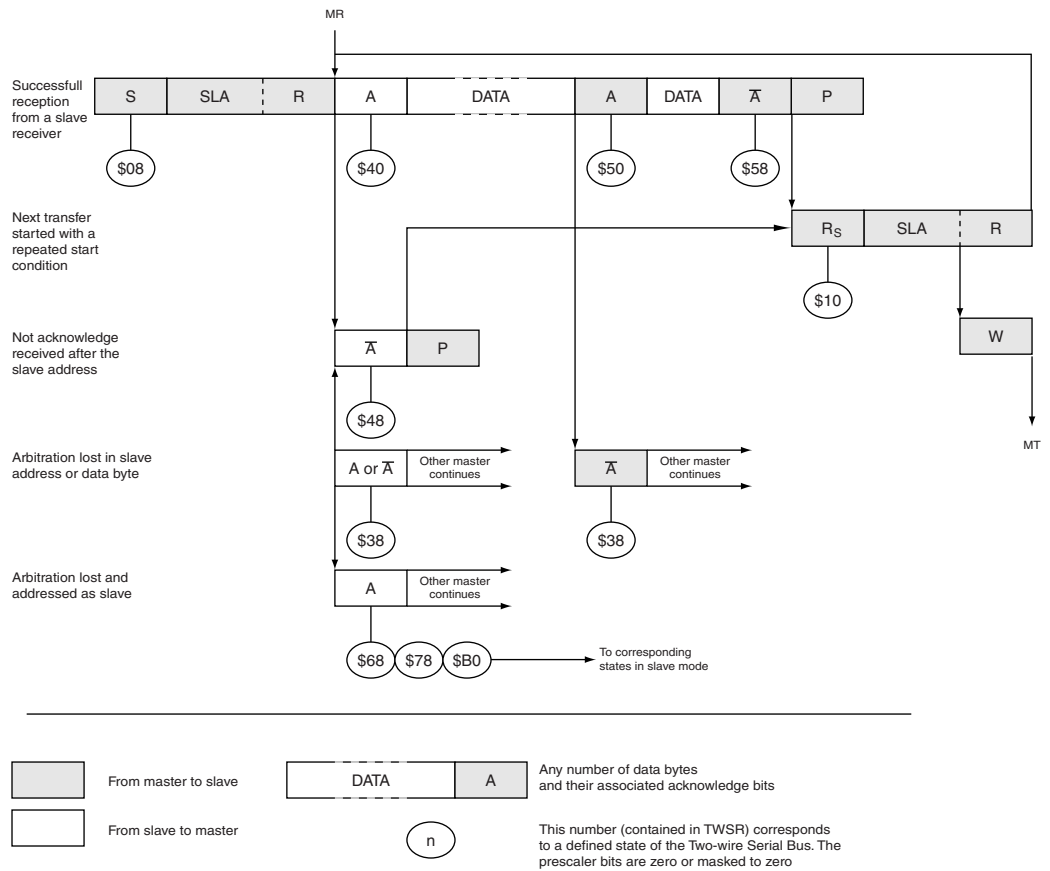 MR
Successfull
reception
from a slave
receiver
S SLA R A DATA A DATA A̅ P
$08 $40 $50 $58
Next transfer
started with a
repeated start
condition
RS SLA R
$10
Not acknowledge
received after the
slave address
A̅ P
W
$48
MT
Arbitration lost in slave
address or data byte
A or A̅ Other master
continues
A̅ Other master
continues
$38 $38
Arbitration lost and
addressed as slave
A Other master
continues
$68 $78 $B0 To corresponding
states in slave mode
From master to slave
DATA A Any number of data bytes
and their associated acknowledge bits
From slave to master
n This number (contained in TWSR) corresponds
to a defined state of the Two-wire Serial Bus. The
prescaler bits are zero or masked to zero